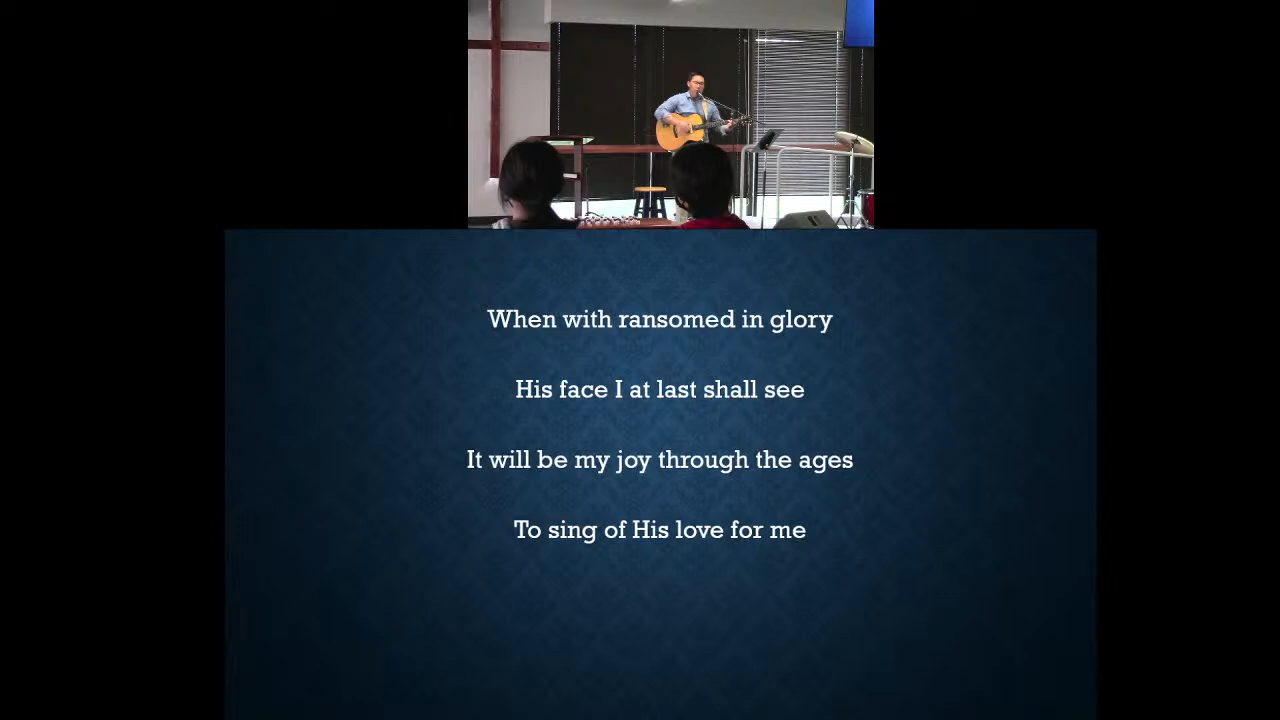 When with ransomed in glory
His face I at last shall see
It will be my joy through the ages
To sing of His love for me